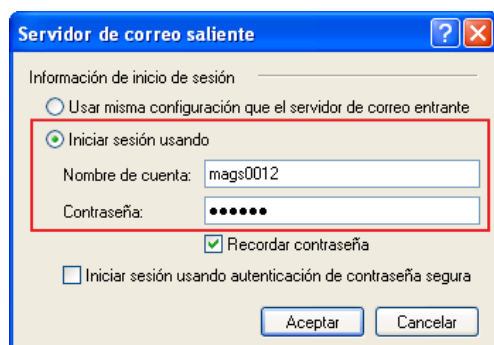 Servidor de correo saliente
Información de inicio de sesión
Usar misma configuración que el servidor de correo entrante
Iniciar sesión usando
Nombre de cuenta: mags0012
Contraseña: ●●●●●●
Recordar contraseña
Iniciar sesión usando autenticación de contraseña segura
Aceptar Cancelar